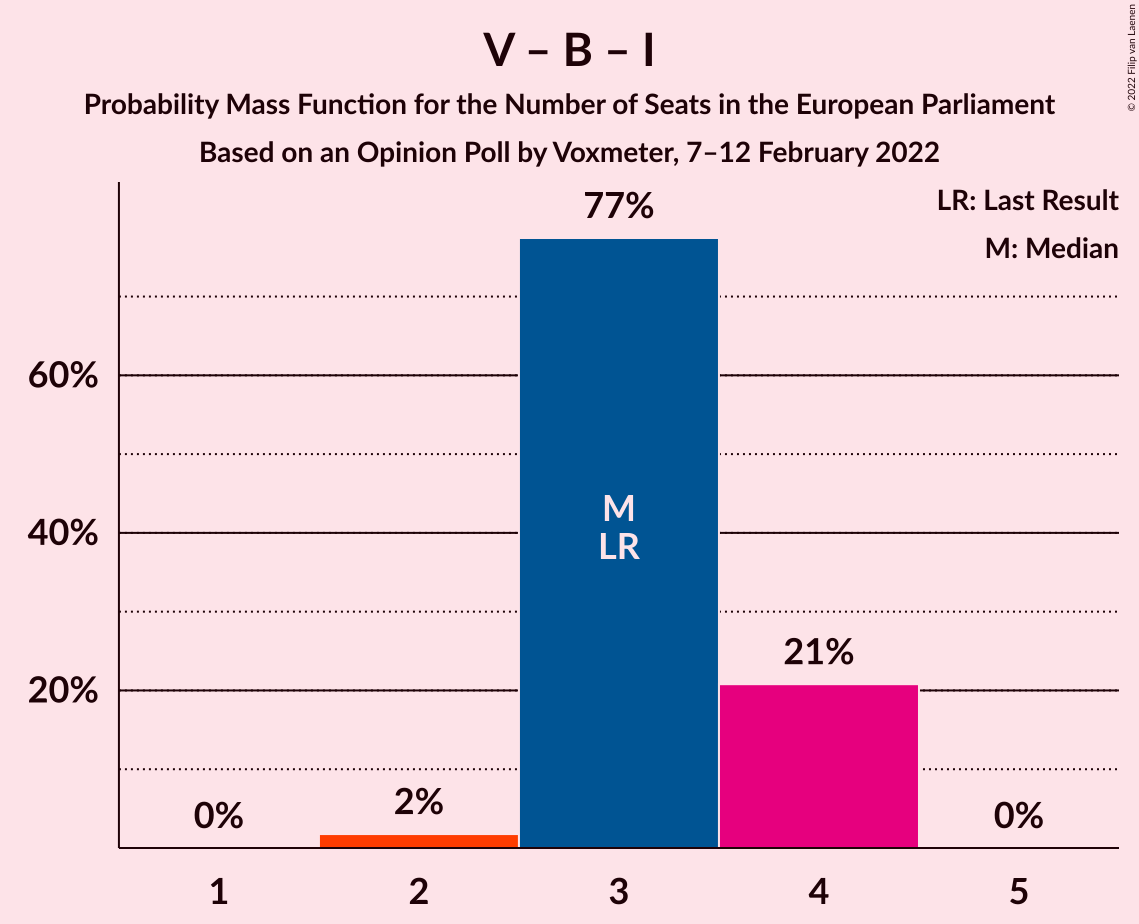 V – B – I
Probability Mass Function for the Number of Seats in the European Parliament
Based on an Opinion Poll by Voxmeter, 7–12 February 2022
© 2022 Filip van Laenen
LR: Last Result
M: Median
77%
60%
40%
20%
M
LR
21%
2%
0%
0%
1
2
3
4
5